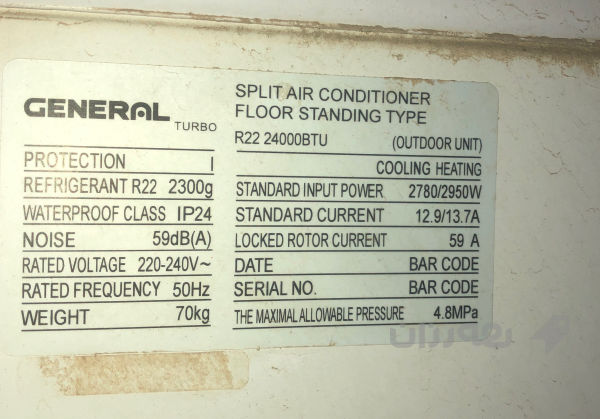 GENERAL TURBO
SPLIT AIR CONDITIONER
FLOOR STANDING TYPE
R22 24000BTU (OUTDOOR UNIT)
PROTECTION I
REFRIGERANT R22 2300g
WATERPROOF CLASS IP24
NOISE 59dB(A)
RATED VOLTAGE 220-240V~
RATED FREQUENCY 50Hz
WEIGHT 70kg
COOLING HEATING
STANDARD INPUT POWER 2780/2950W
STANDARD CURRENT 12.9/13.7A
LOCKED ROTOR CURRENT 59 A
DATE BAR CODE
SERIAL NO. BAR CODE
THE MAXIMAL ALLOWABLE PRESSURE 4.8MPa